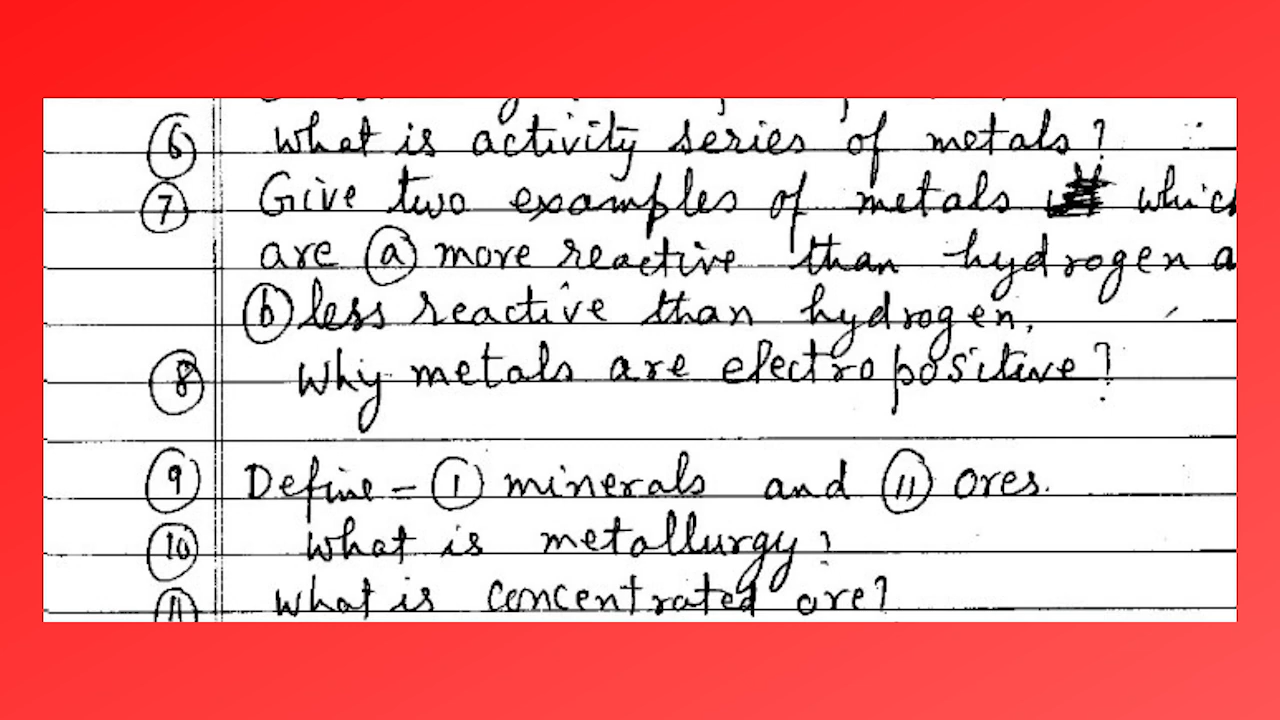 ⑥ What is activity series of metals?
⑦ Give two examples of metals which
are ⓐ more reactive than hydrogen a
ⓑ less reactive than hydrogen.
⑧ Why metals are electropositive?
⑨ Define - ① minerals and ⑪ ores.
⑩ What is metallurgy?
⑪ What is concentrated ore?